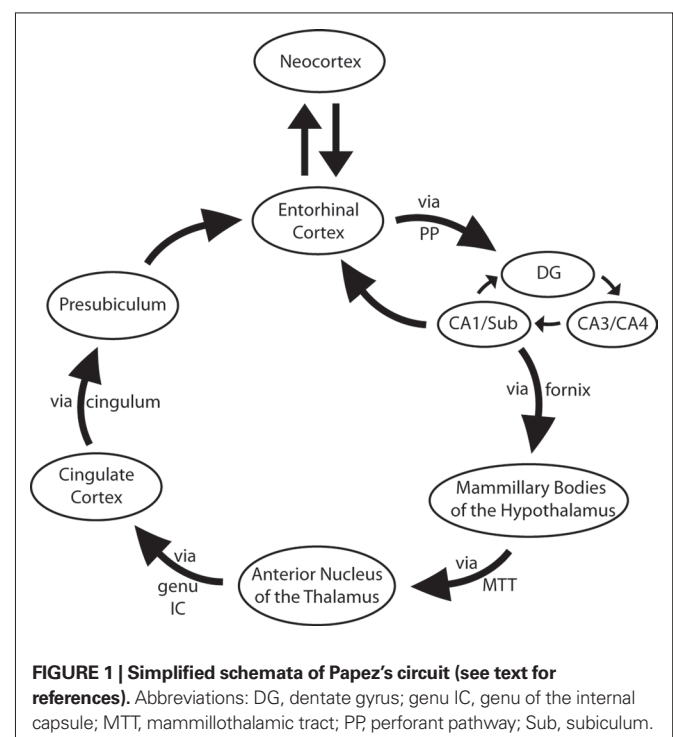 Neocortex
Entorhinal
Cortex
via
PP
DG
CA1/Sub
CA3/CA4
Presubiculum
via fornix
via cingulum
Cingulate
Cortex
Mammillary Bodies
of the Hypothalamus
via
MTT
Anterior Nucleus
of the Thalamus
via
genu
IC
FIGURE 1 | Simplified schemata of Papez's circuit (see text for
references). Abbreviations: DG, dentate gyrus; genu IC, genu of the internal
capsule; MTT, mammillothalamic tract; PP, perforant pathway; Sub, subiculum.